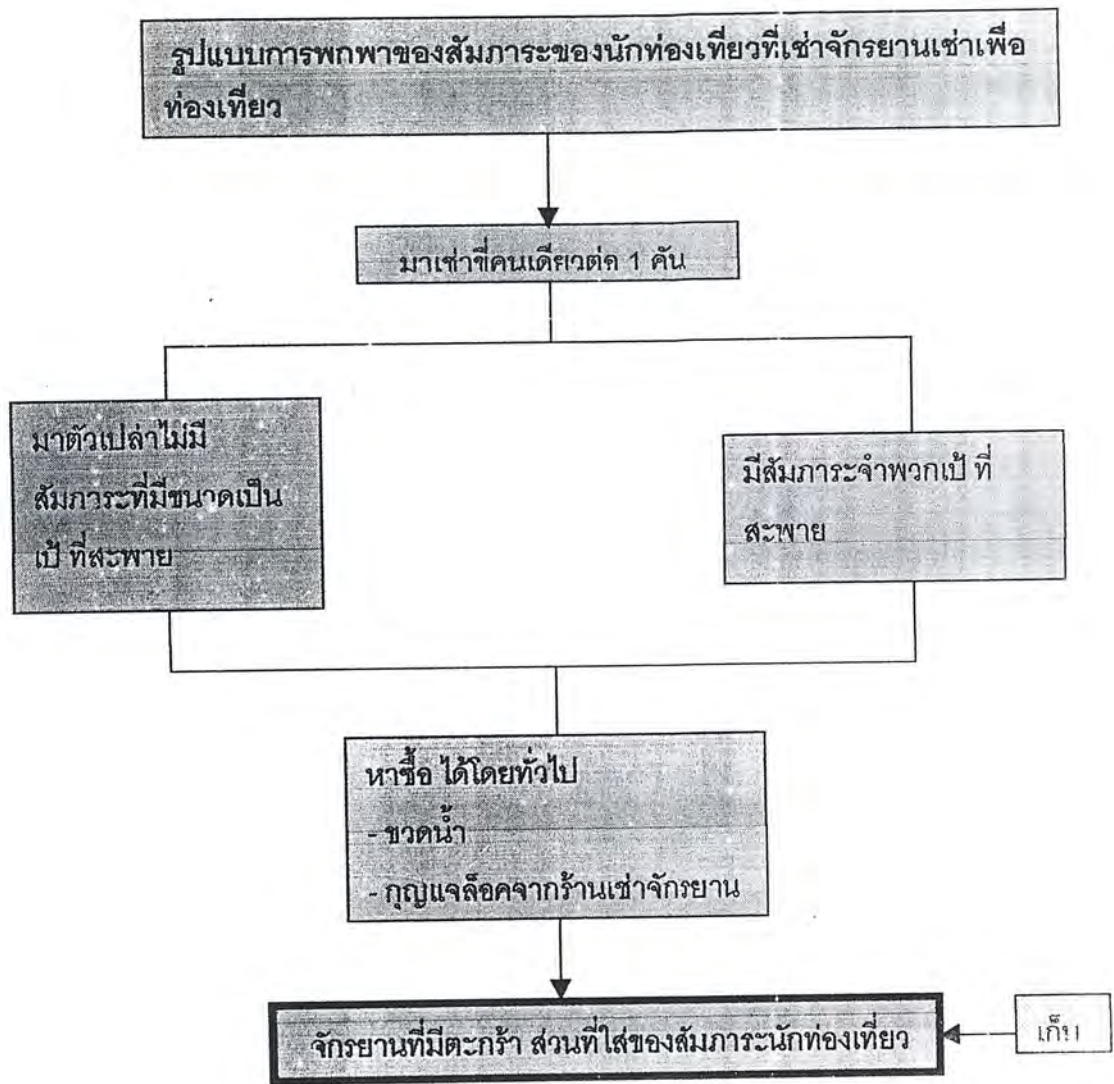 รูปแบบการพกพาของสัมภาระของนักท่องเที่ยวที่เช่าจักรยานเช่าเพื่อ
ท่องเที่ยว
มาเช่าขี่คนเดียวต่อ 1 คัน
มาตัวเปล่าไม่มี
สัมภาระที่มีขนาดเป็น
เป้ ที่สะพาย
มีสัมภาระจำพวกเป้ ที่
สะพาย
หาซื้อ ได้โดยทั่วไป
- ขวดน้ำ
- กุญแจล็อคจากร้านเช่าจักรยาน
จักรยานที่มีตะกร้า ส่วนที่ใส่ของสัมภาระนักท่องเที่ยว
เก็บ